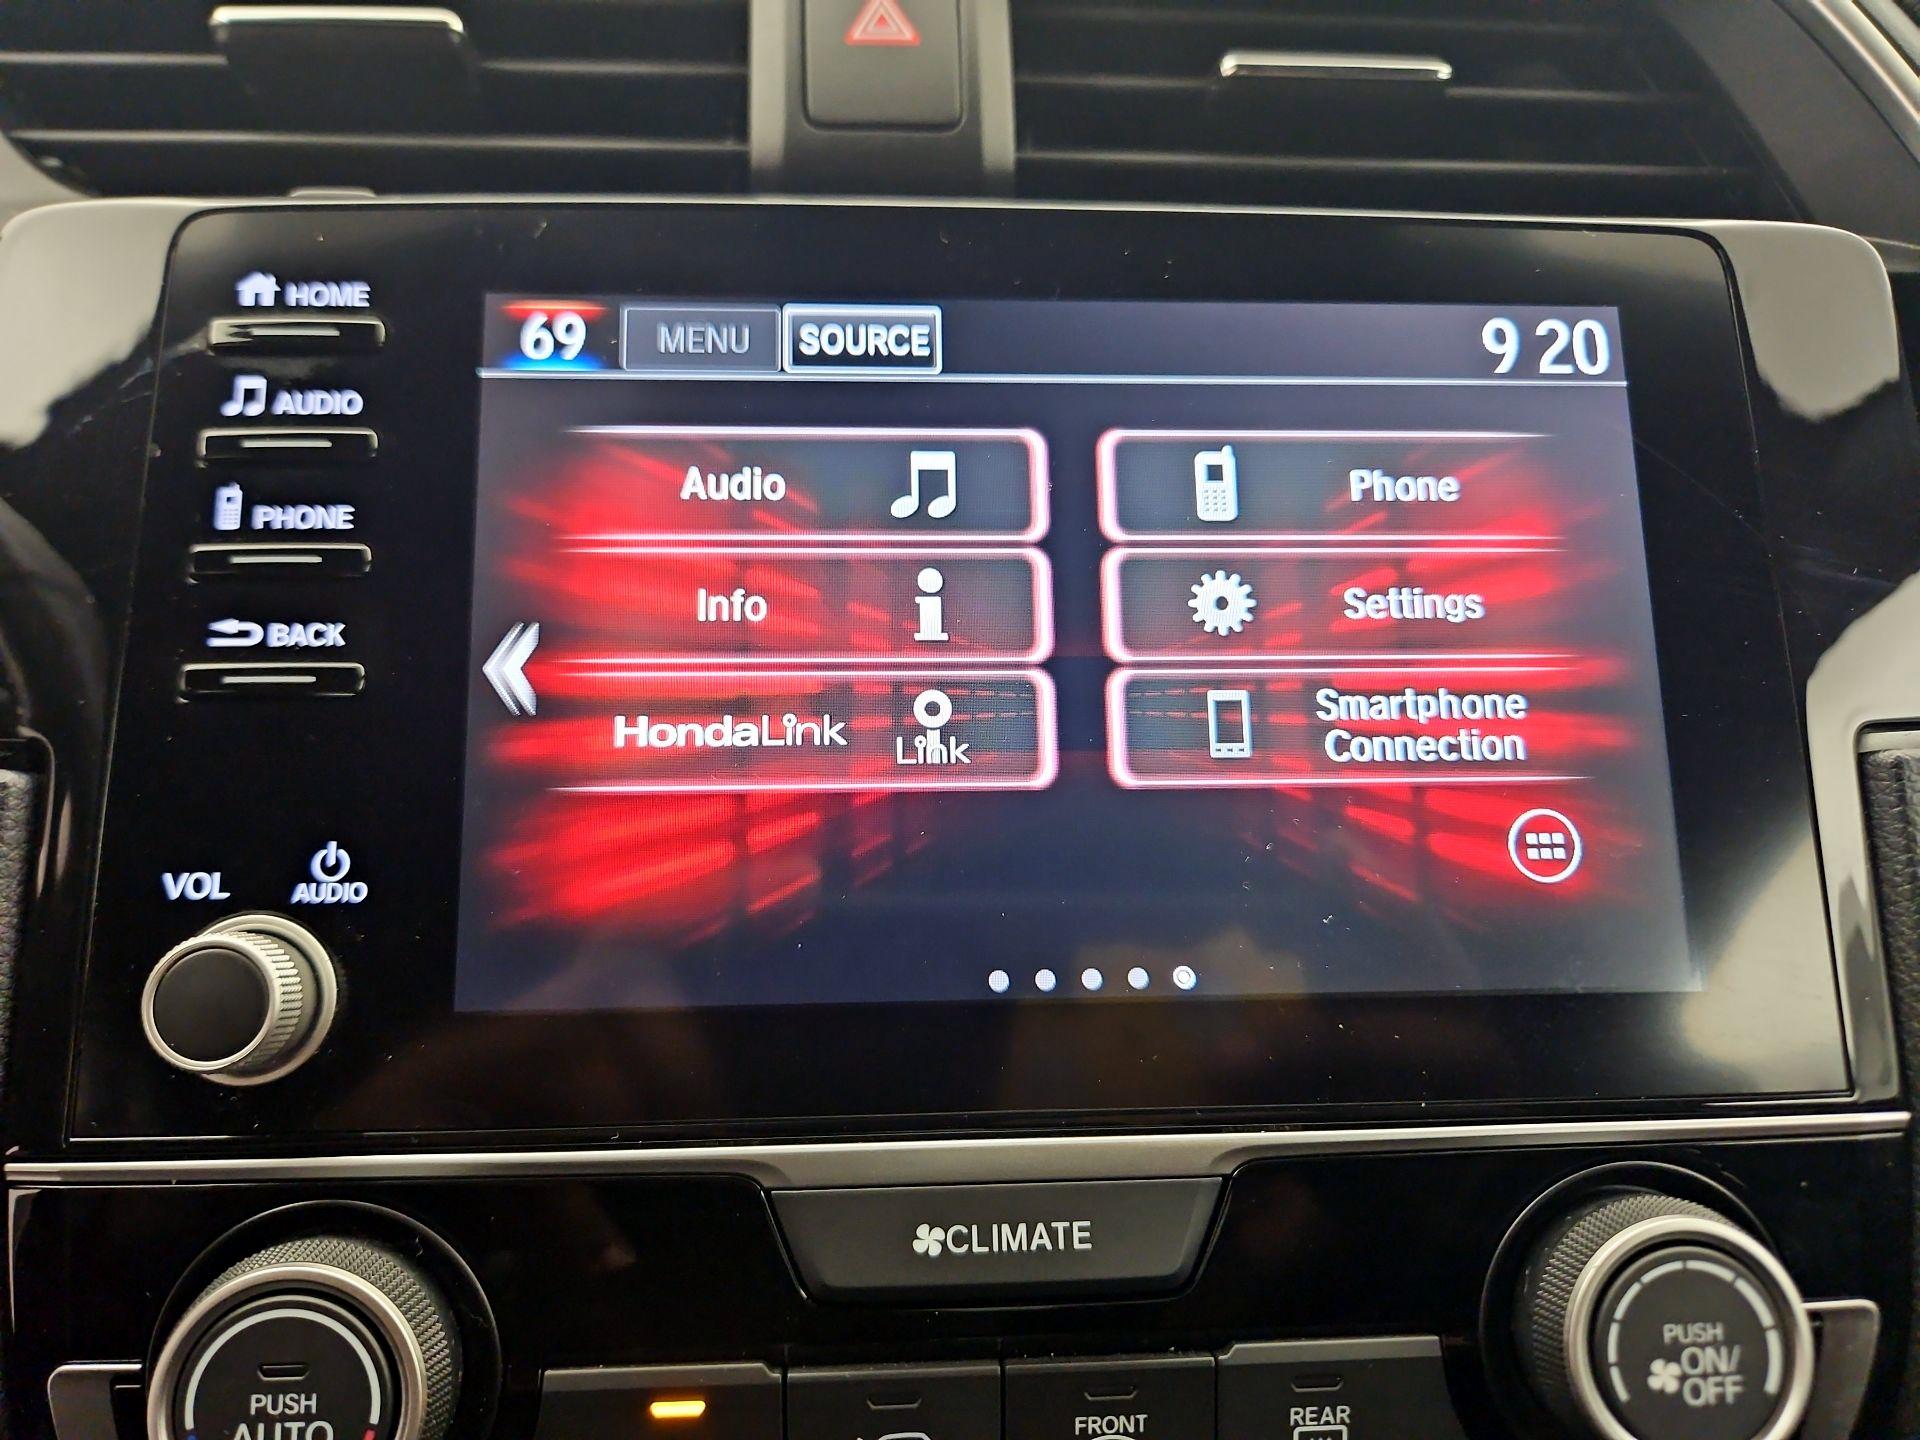 HOME
AUDIO
PHONE
BACK
VOL
AUDIO
69
MENU
SOURCE
9 20
Audio
Phone
Info
Settings
HondaLink
Link
Smartphone
Connection
CLIMATE
PUSH
AUTO
FRONT
REAR
PUSH
ON/
OFF